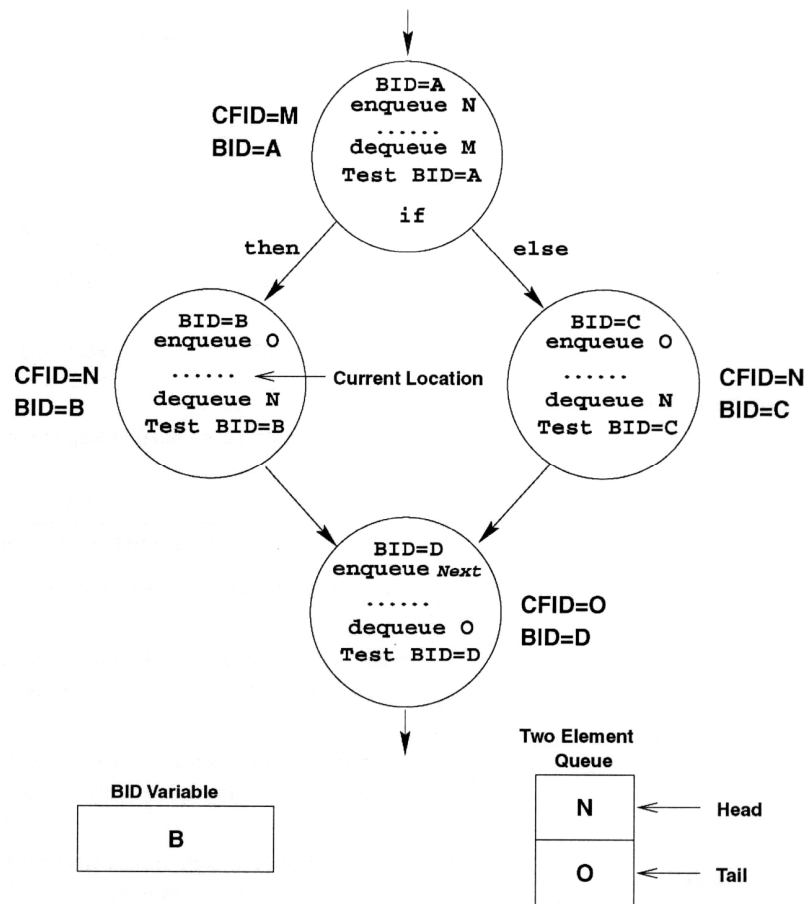 BID=A
enqueue N
......
dequeue M
Test BID=A
if
CFID=M
BID=A
then
else
BID=B
enqueue O
......
dequeue N
Test BID=B
CFID=N
BID=B
Current Location
BID=C
enqueue O
......
dequeue N
Test BID=C
CFID=N
BID=C
BID=D
enqueue Next
......
dequeue O
Test BID=D
CFID=O
BID=D
BID Variable
B
Two Element
Queue
N
Head
O
Tail